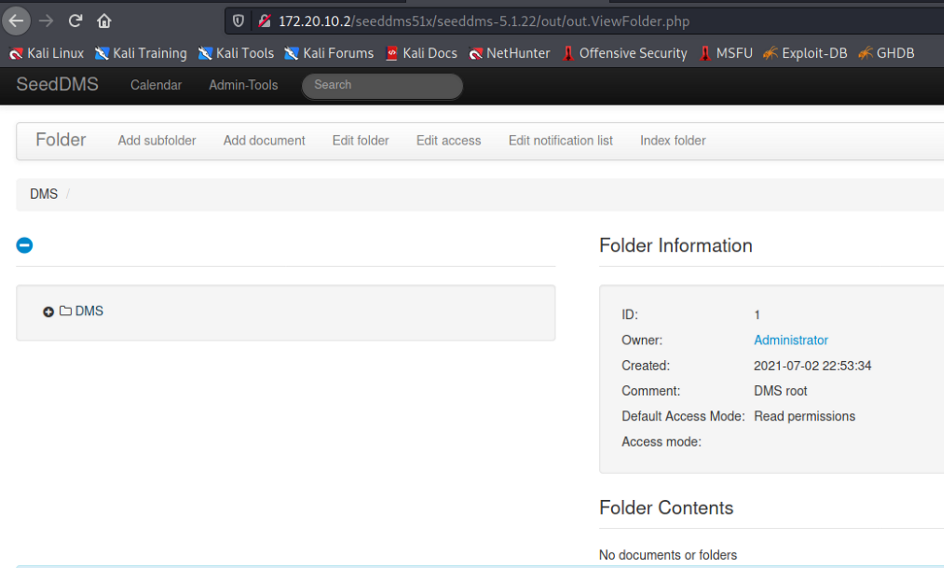 172.20.10.2/seeddms51x/seeddms-5.1.22/out/out.ViewFolder.php
Kali Linux Kali Training Kali Tools Kali Forums Kali Docs NetHunter Offensive Security MSFU Exploit-DB GHDB
SeedDMS Calendar Admin-Tools Search
Folder Add subfolder Add document Edit folder Edit access Edit notification list Index folder
DMS /
DMS
Folder Information
ID: 1
Owner: Administrator
Created: 2021-07-02 22:53:34
Comment: DMS root
Default Access Mode: Read permissions
Access mode:
Folder Contents
No documents or folders